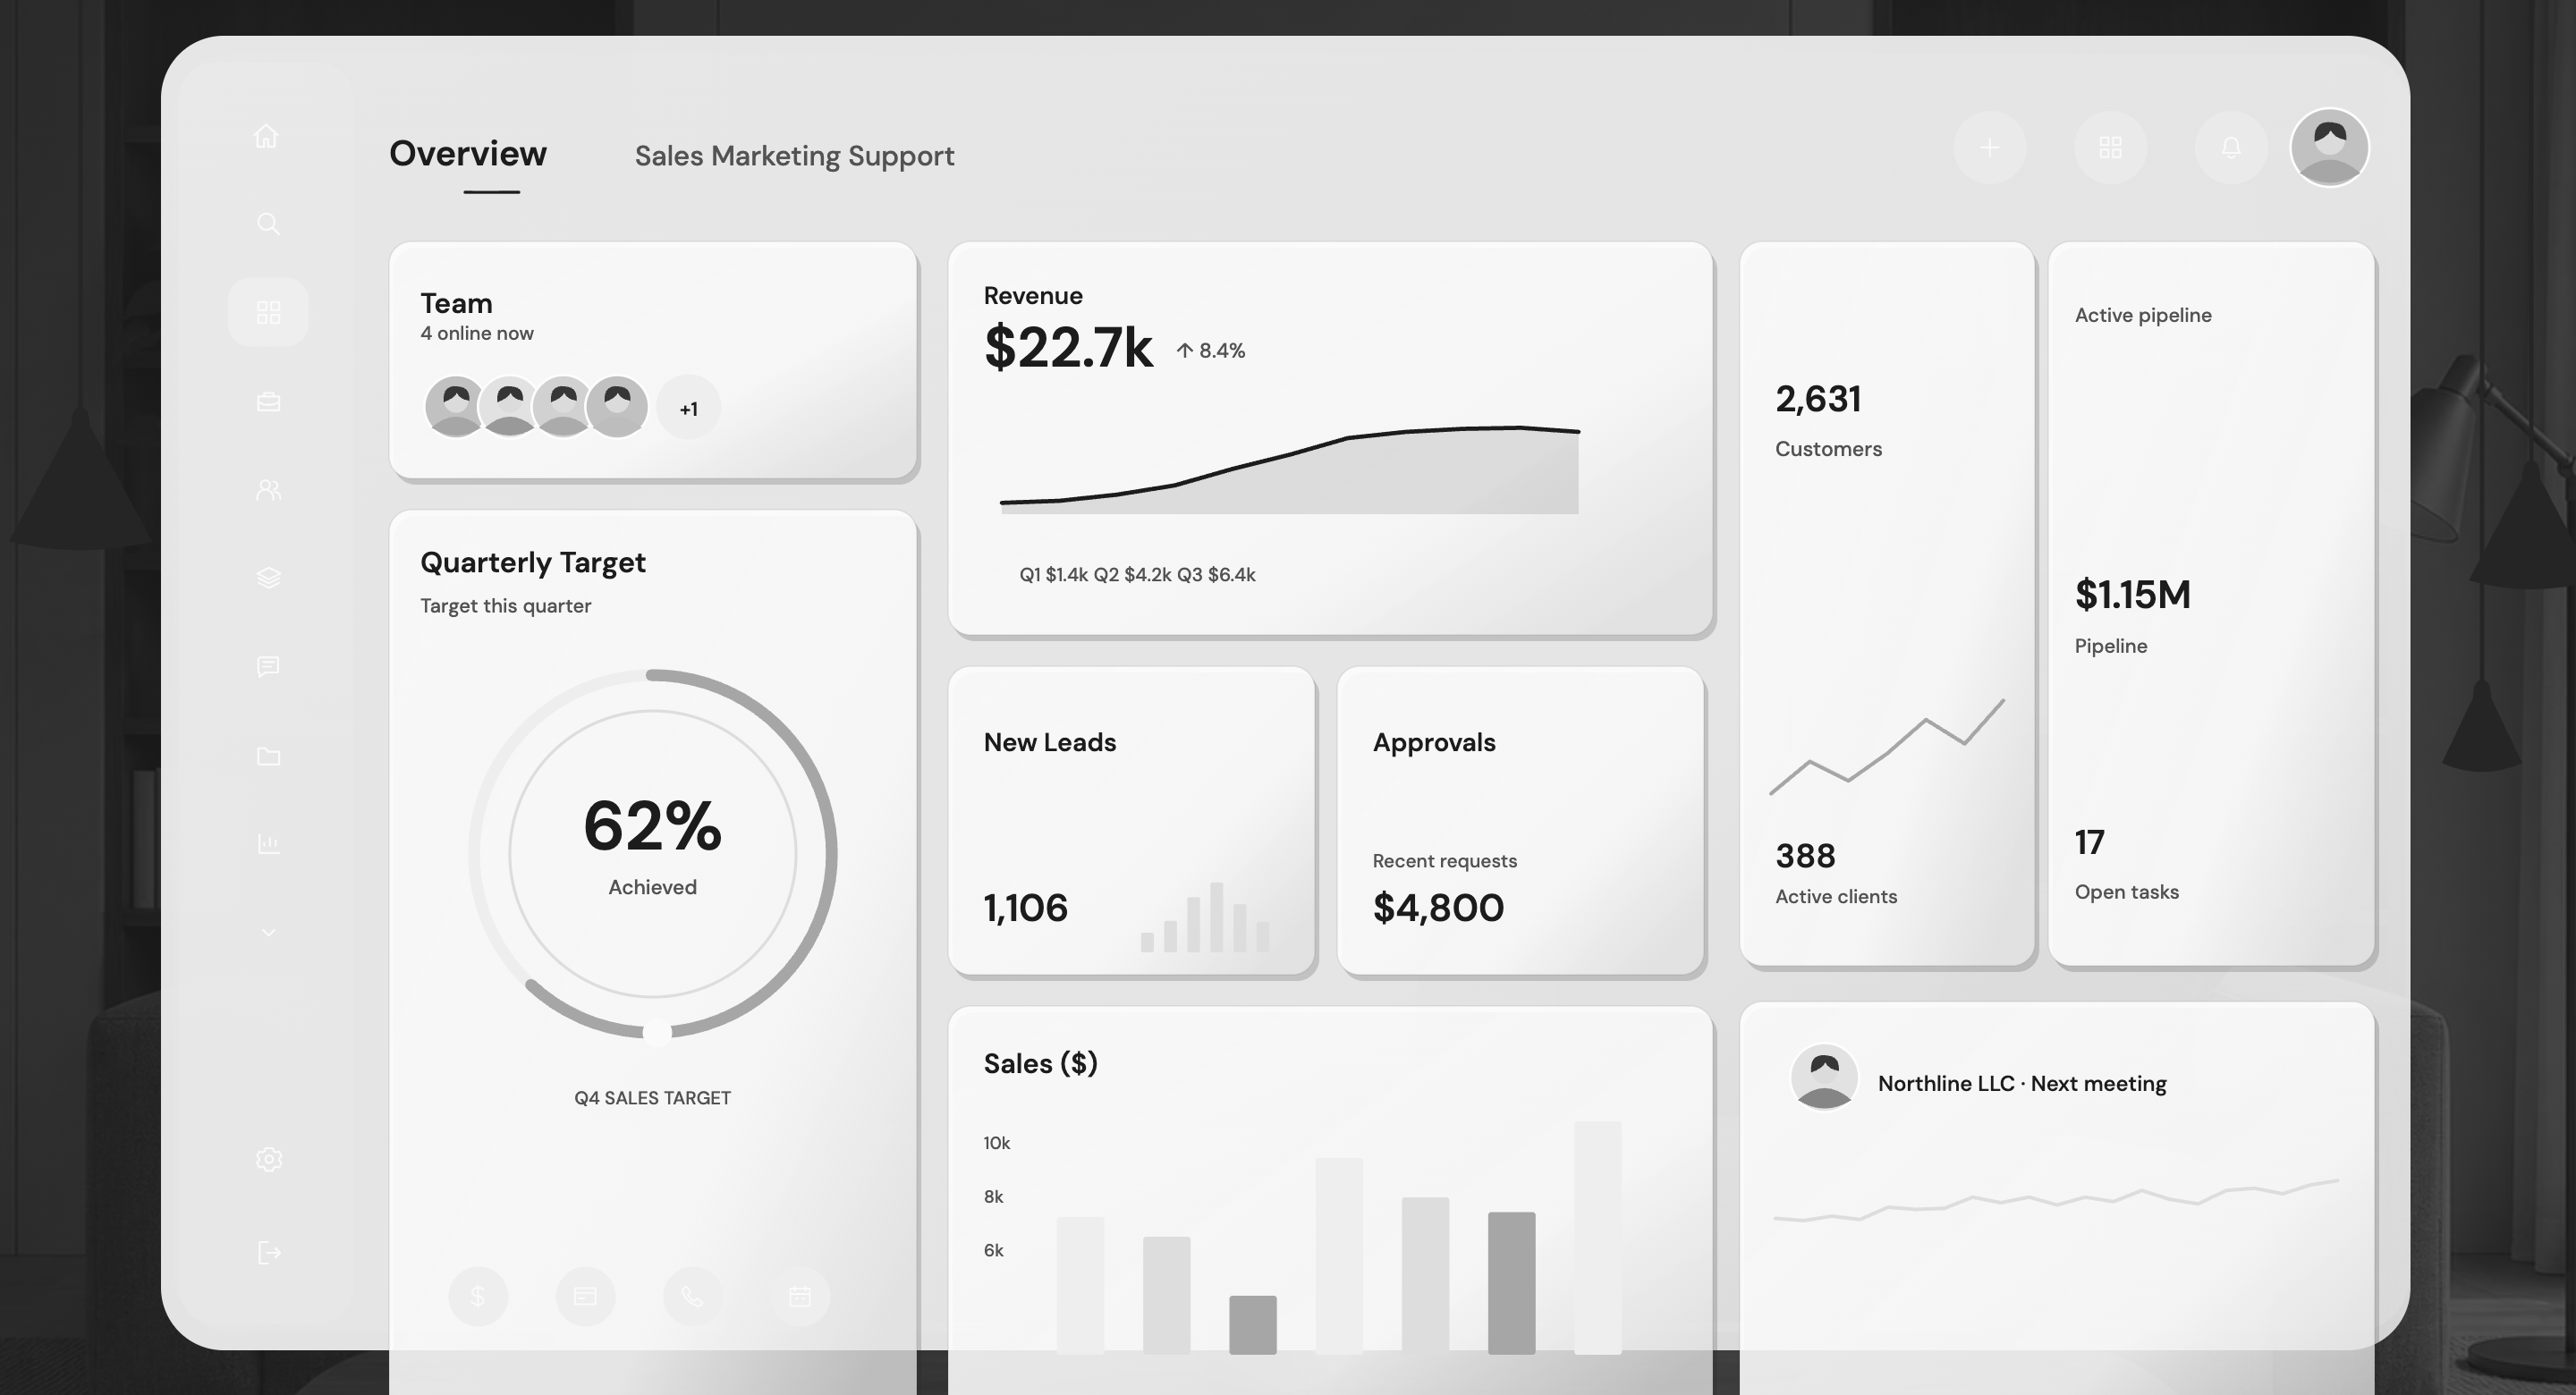 Overview
Sales Marketing Support
Team
4 online now
+1
Quarterly Target
Target this quarter
62%
Achieved
Q4 SALES TARGET
$
Revenue
$22.7k ↑ 8.4%
Q1 $1.4k Q2 $4.2k Q3 $6.4k
New Leads
1,106
Approvals
Recent requests
$4,800
Sales ($)
10k
8k
6k
2,631
Customers
388
Active clients
Active pipeline
$1.15M
Pipeline
17
Open tasks
Northline LLC · Next meeting